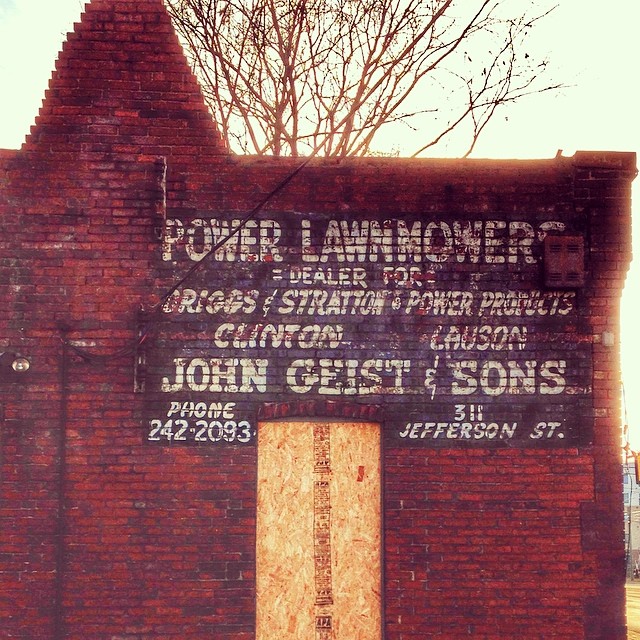 POWER LAWNMOWERS
- DEALER FOR -
BRIGGS & STRATTON • POWER PRODUCTS
CLINTON LAUSON
JOHN GEIST & SONS
PHONE 311
242-2093 JEFFERSON ST.